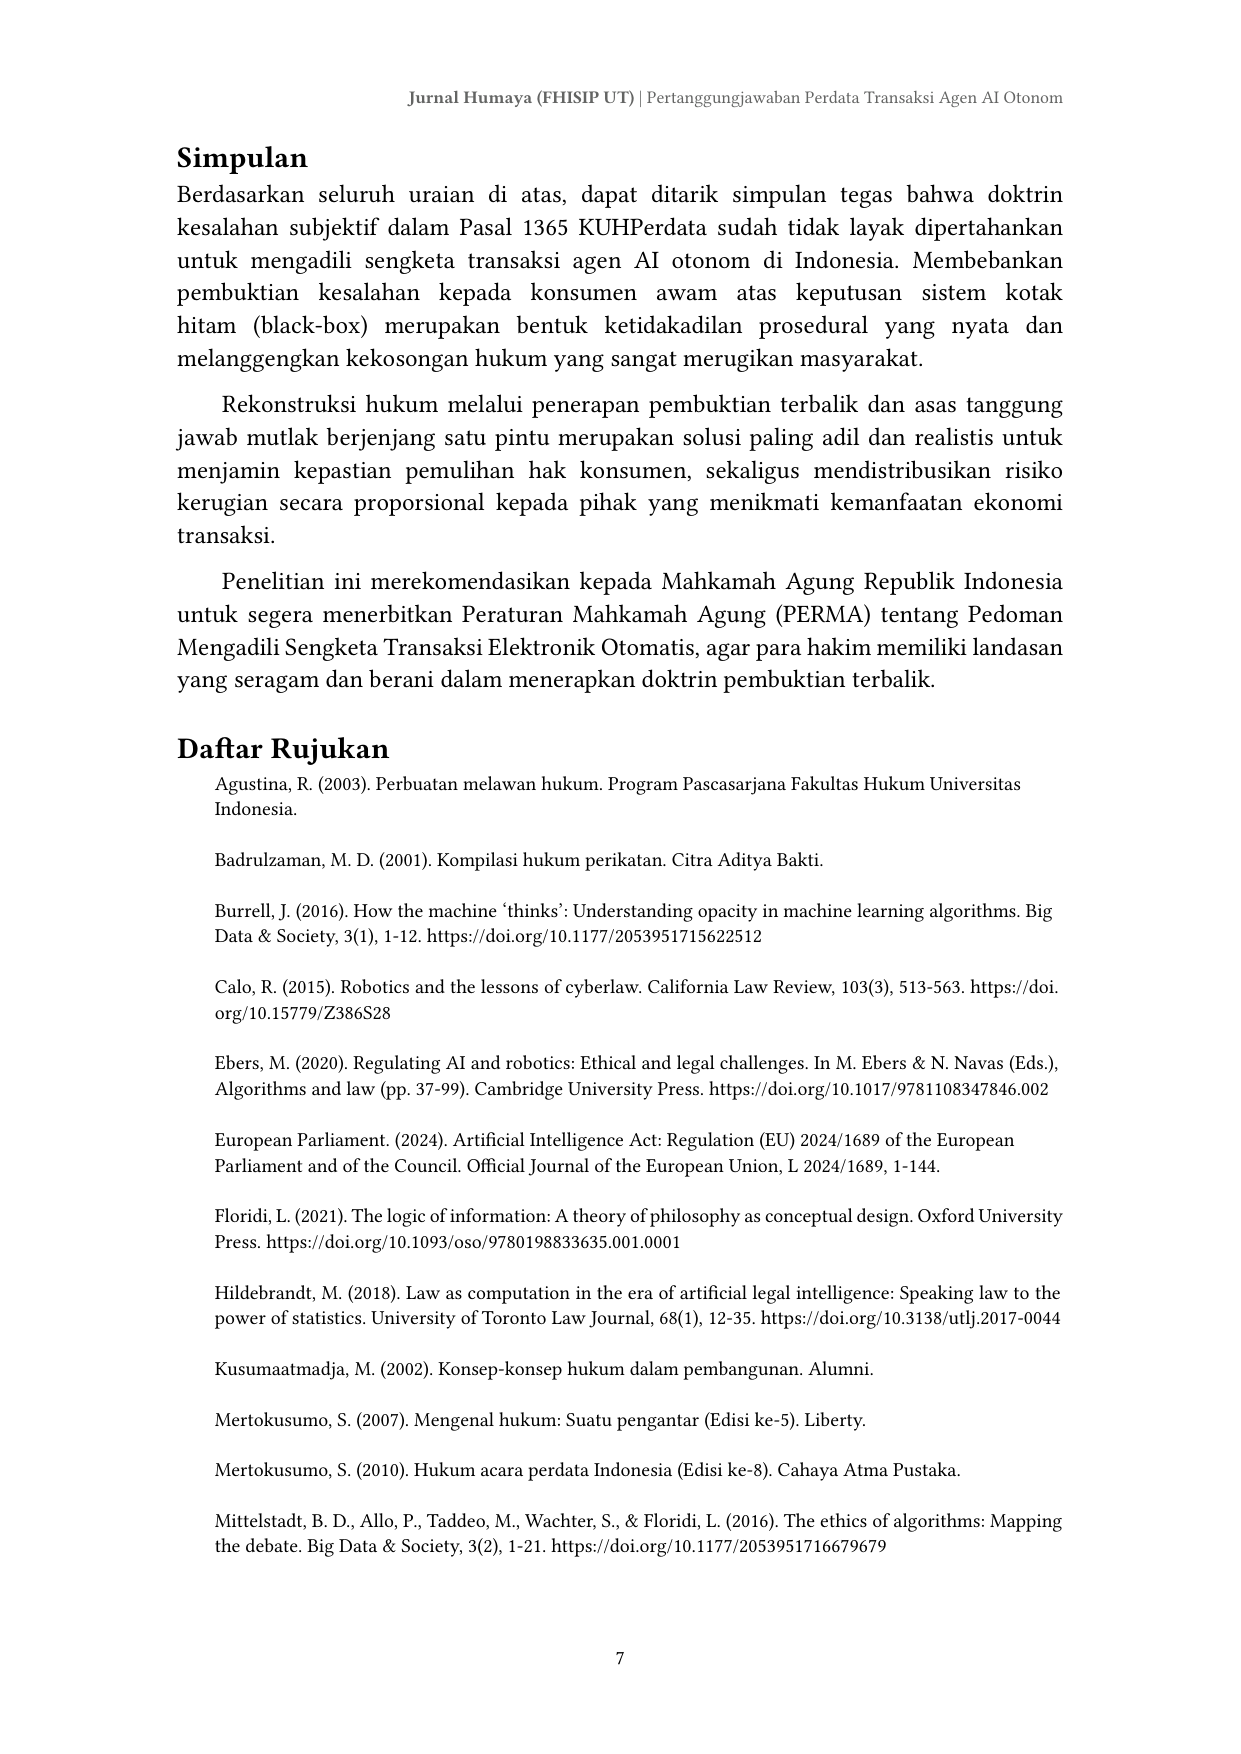 Jurnal Humaya (FHISIP UT) | Pertanggungjawaban Perdata Transaksi Agen AI Otonom
Simpulan
Berdasarkan seluruh uraian di atas, dapat ditarik simpulan tegas bahwa doktrin
kesalahan subjektif dalam Pasal 1365 KUHPerdata sudah tidak layak dipertahankan
untuk mengadili sengketa transaksi agen AI otonom di Indonesia. Membebankan
pembuktian kesalahan kepada konsumen awam atas keputusan sistem kotak
hitam (black-box) merupakan bentuk ketidakadilan prosedural yang nyata dan
melanggengkan kekosongan hukum yang sangat merugikan masyarakat.
Rekonstruksi hukum melalui penerapan pembuktian terbalik dan asas tanggung
jawab mutlak berjenjang satu pintu merupakan solusi paling adil dan realistis untuk
menjamin kepastian pemulihan hak konsumen, sekaligus mendistribusikan risiko
kerugian secara proporsional kepada pihak yang menikmati kemanfaatan ekonomi
transaksi.
Penelitian ini merekomendasikan kepada Mahkamah Agung Republik Indonesia
untuk segera menerbitkan Peraturan Mahkamah Agung (PERMA) tentang Pedoman
Mengadili Sengketa Transaksi Elektronik Otomatis, agar para hakim memiliki landasan
yang seragam dan berani dalam menerapkan doktrin pembuktian terbalik.
Daftar Rujukan
Agustina, R. (2003). Perbuatan melawan hukum. Program Pascasarjana Fakultas Hukum Universitas
Indonesia.
Badrulzaman, M. D. (2001). Kompilasi hukum perikatan. Citra Aditya Bakti.
Burrell, J. (2016). How the machine ‘thinks’: Understanding opacity in machine learning algorithms. Big
Data & Society, 3(1), 1-12. https://doi.org/10.1177/2053951715622512
Calo, R. (2015). Robotics and the lessons of cyberlaw. California Law Review, 103(3), 513-563. https://doi.
org/10.15779/Z386S28
Ebers, M. (2020). Regulating AI and robotics: Ethical and legal challenges. In M. Ebers & N. Navas (Eds.),
Algorithms and law (pp. 37-99). Cambridge University Press. https://doi.org/10.1017/9781108347846.002
European Parliament. (2024). Artificial Intelligence Act: Regulation (EU) 2024/1689 of the European
Parliament and of the Council. Official Journal of the European Union, L 2024/1689, 1-144.
Floridi, L. (2021). The logic of information: A theory of philosophy as conceptual design. Oxford University
Press. https://doi.org/10.1093/oso/9780198833635.001.0001
Hildebrandt, M. (2018). Law as computation in the era of artificial legal intelligence: Speaking law to the
power of statistics. University of Toronto Law Journal, 68(1), 12-35. https://doi.org/10.3138/utlj.2017-0044
Kusumaatmadja, M. (2002). Konsep-konsep hukum dalam pembangunan. Alumni.
Mertokusumo, S. (2007). Mengenal hukum: Suatu pengantar (Edisi ke-5). Liberty.
Mertokusumo, S. (2010). Hukum acara perdata Indonesia (Edisi ke-8). Cahaya Atma Pustaka.
Mittelstadt, B. D., Allo, P., Taddeo, M., Wachter, S., & Floridi, L. (2016). The ethics of algorithms: Mapping
the debate. Big Data & Society, 3(2), 1-21. https://doi.org/10.1177/2053951716679679
7